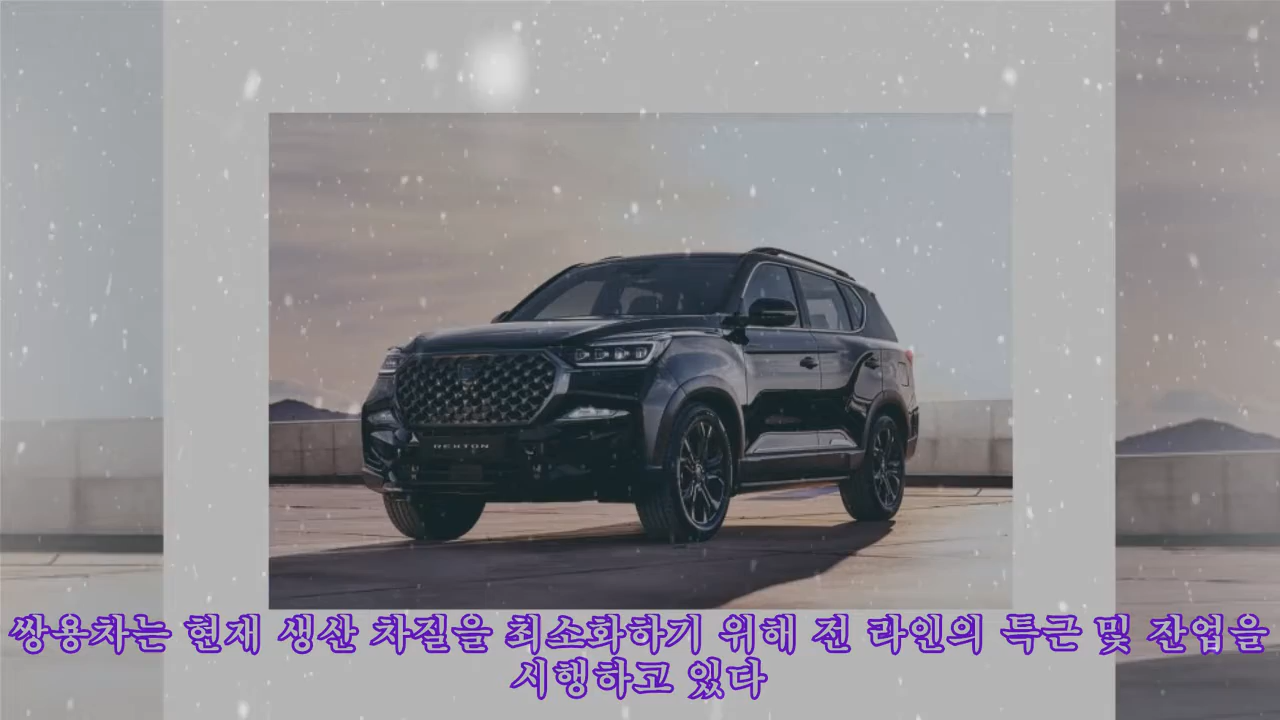 REXTON
쌍용차는 현재 생산 차질을 최소화하기 위해 전 라인의 특근 및 잔업을
시행하고 있다